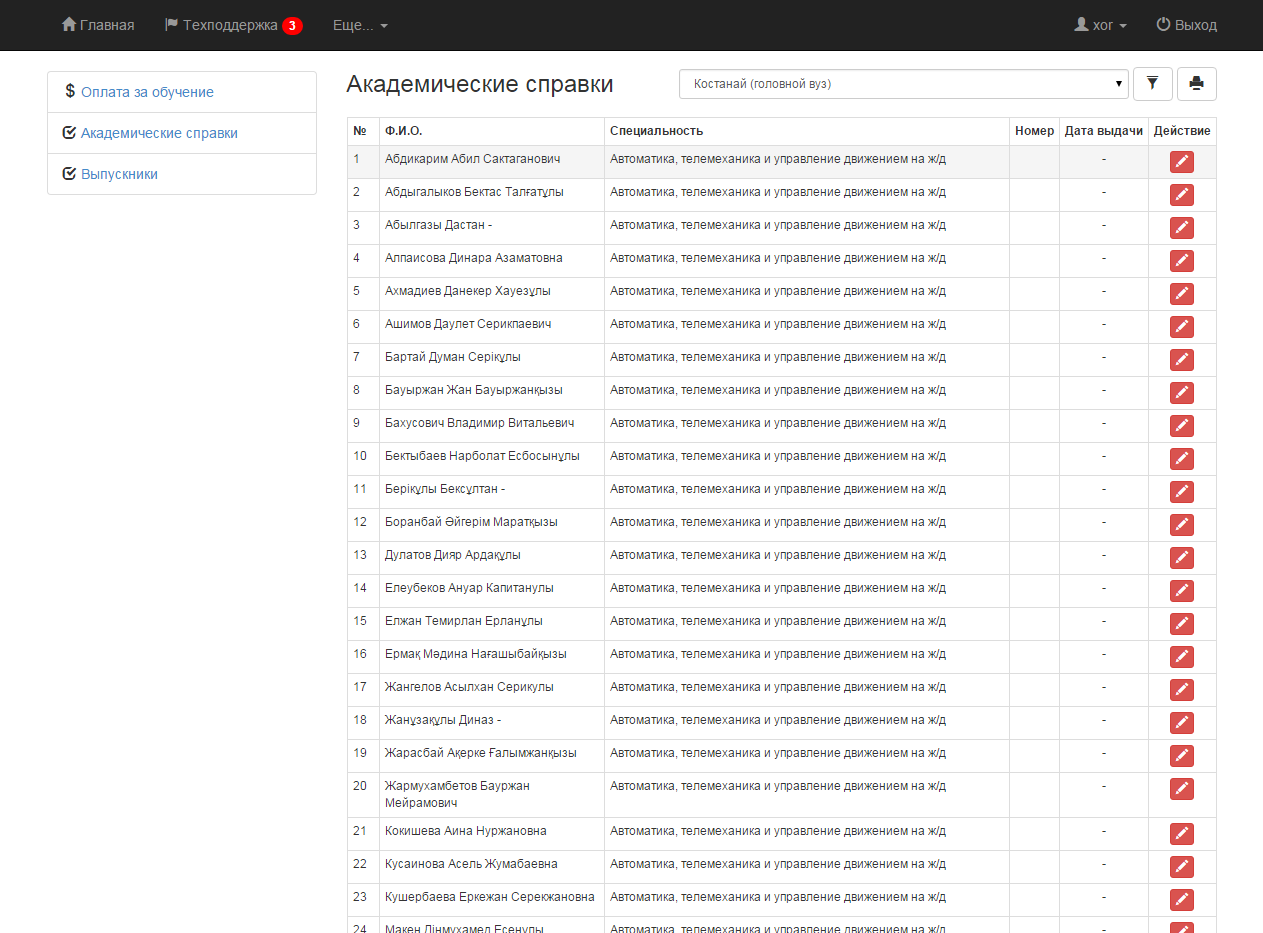 Главная Техподдержка 3 Еще... xor Выход
$ Оплата за обучение
Академические справки
Выпускники
Академические справки Костанай (головной вуз)
№ Ф.И.О. Специальность Номер Дата выдачи Действие
1 Абдикарим Абил Сактаганович Автоматика, телемеханика и управление движением на ж/д -
2 Абдыгалыков Бектас Талғатұлы Автоматика, телемеханика и управление движением на ж/д -
3 Абылгазы Дастан - Автоматика, телемеханика и управление движением на ж/д -
4 Алпаисова Динара Азаматовна Автоматика, телемеханика и управление движением на ж/д -
5 Ахмадиев Данекер Хауезұлы Автоматика, телемеханика и управление движением на ж/д -
6 Ашимов Даулет Серикпаевич Автоматика, телемеханика и управление движением на ж/д -
7 Бартай Думан Серіқұлы Автоматика, телемеханика и управление движением на ж/д -
8 Бауыржан Жан Бауыржанқызы Автоматика, телемеханика и управление движением на ж/д -
9 Бахусович Владимир Витальевич Автоматика, телемеханика и управление движением на ж/д -
10 Бектыбаев Нарболат Есбосынұлы Автоматика, телемеханика и управление движением на ж/д -
11 Беріқұлы Бексұлтан - Автоматика, телемеханика и управление движением на ж/д -
12 Боранбай Әйгерім Маратқызы Автоматика, телемеханика и управление движением на ж/д -
13 Дулатов Дияр Ардақұлы Автоматика, телемеханика и управление движением на ж/д -
14 Елеубеков Ануар Капитанулы Автоматика, телемеханика и управление движением на ж/д -
15 Елжан Темирлан Ерланұлы Автоматика, телемеханика и управление движением на ж/д -
16 Ермақ Мәдина Нағашыбайқызы Автоматика, телемеханика и управление движением на ж/д -
17 Жангелов Асылхан Серикулы Автоматика, телемеханика и управление движением на ж/д -
18 Жанұзақұлы Диназ - Автоматика, телемеханика и управление движением на ж/д -
19 Жарасбай Ақерке Ғалымжанқызы Автоматика, телемеханика и управление движением на ж/д -
20 Жармухамбетов Бауржан Автоматика, телемеханика и управление движением на ж/д -
Мейрамович
21 Кокишева Аина Нуржановна Автоматика, телемеханика и управление движением на ж/д -
22 Кусаинова Асель Жумабаевна Автоматика, телемеханика и управление движением на ж/д -
23 Кушербаева Еркежан Серекжановна Автоматика, телемеханика и управление движением на ж/д -
24 Макен Дінмухамед Есенулы Автоматика, телемеханика и управление движением на ж/д -